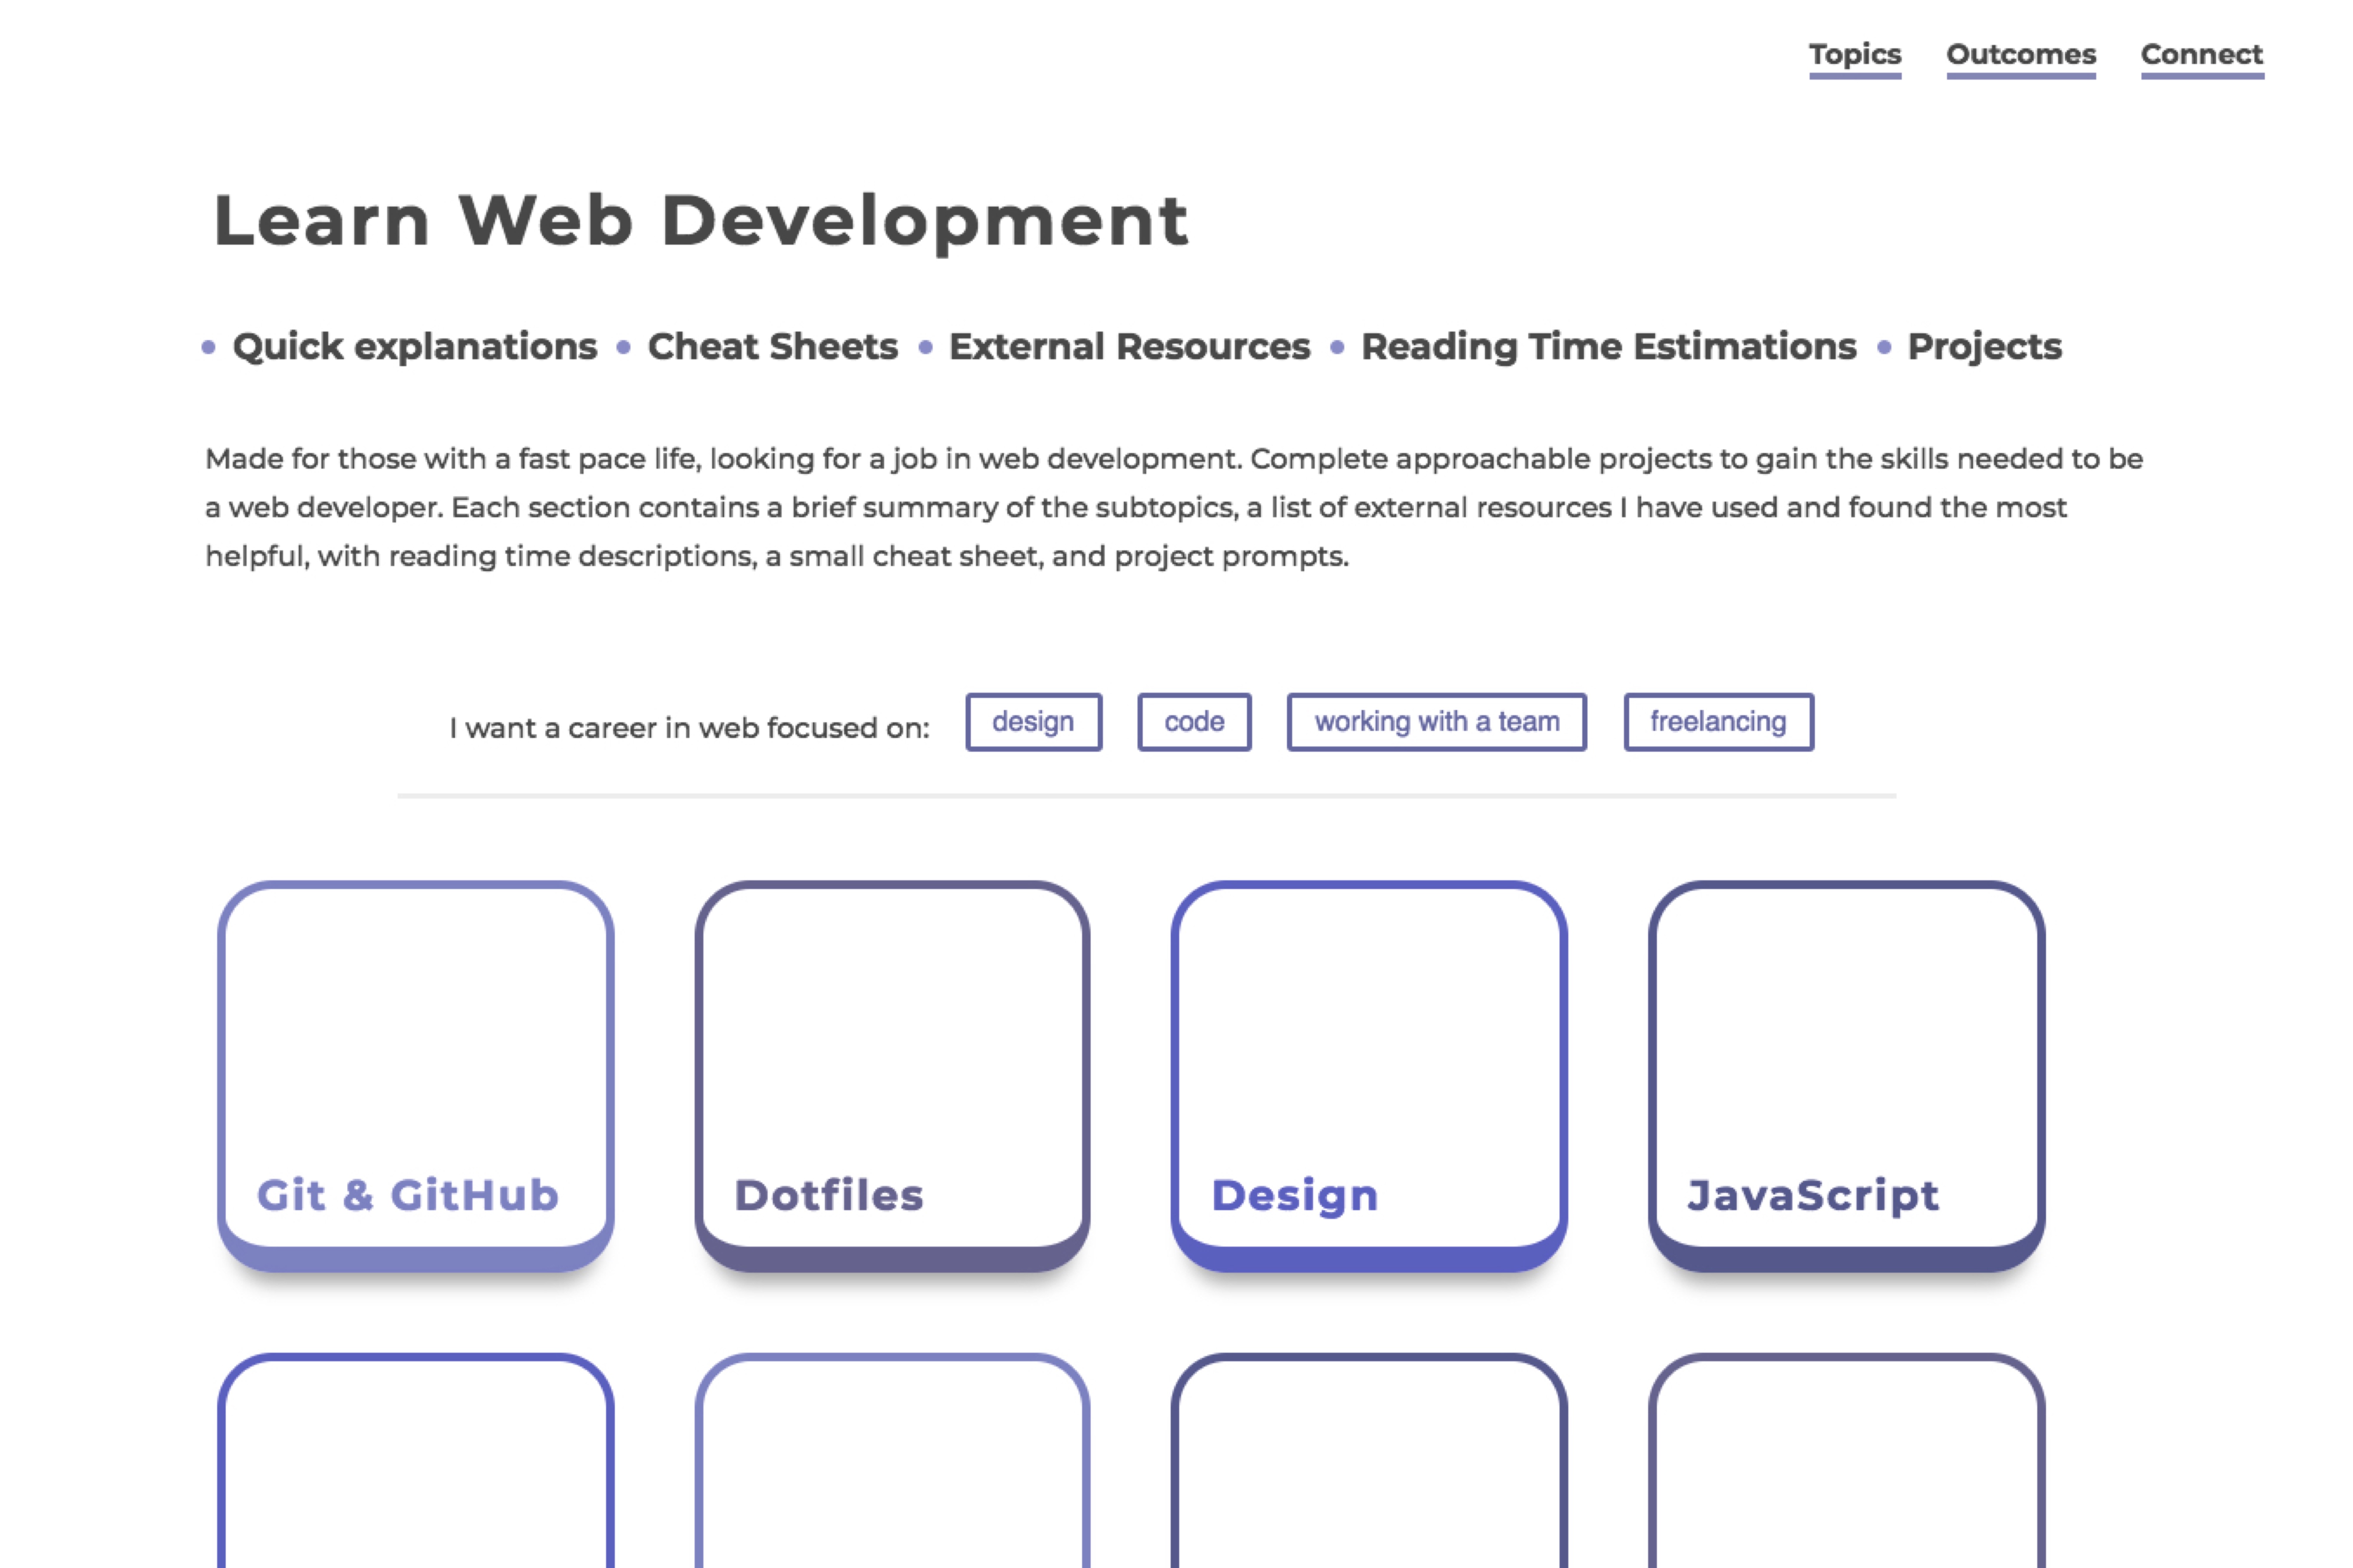 Topics Outcomes Connect
Learn Web Development
• Quick explanations • Cheat Sheets • External Resources • Reading Time Estimations • Projects
Made for those with a fast pace life, looking for a job in web development. Complete approachable projects to gain the skills needed to be
a web developer. Each section contains a brief summary of the subtopics, a list of external resources I have used and found the most
helpful, with reading time descriptions, a small cheat sheet, and project prompts.
I want a career in web focused on: design code working with a team freelancing
Git & GitHub Dotfiles Design JavaScript